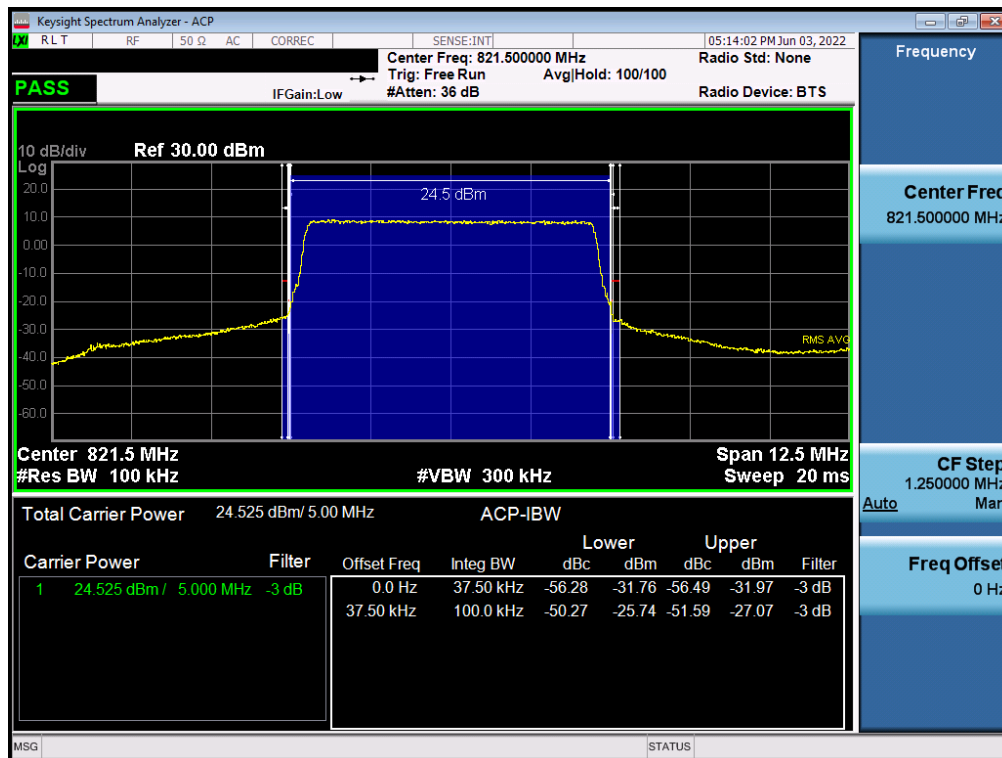 Keysight Spectrum Analyzer - ACP
LXI RLT RF 50 Ω AC CORREC SENSE:INT 05:14:02 PM Jun 03, 2022
Center Freq: 821.500000 MHz Radio Std: None
Trig: Free Run Avg|Hold: 100/100
PASS IFGain:Low #Atten: 36 dB Radio Device: BTS
10 dB/div Ref 30.00 dBm
Log
24.5 dBm
20.0
10.0
0.00
-10.0
-20.0
-30.0
RMS AVG
-40.0
-50.0
-60.0
Center 821.5 MHz Span 12.5 MHz
#Res BW 100 kHz #VBW 300 kHz Sweep 20 ms
Total Carrier Power 24.525 dBm/ 5.00 MHz ACP-IBW
Lower Upper
Carrier Power Filter Offset Freq Integ BW dBc dBm dBc dBm Filter
1 24.525 dBm / 5.000 MHz -3 dB 0.0 Hz 37.50 kHz -56.28 -31.76 -56.49 -31.97 -3 dB
37.50 kHz 100.0 kHz -50.27 -25.74 -51.59 -27.07 -3 dB
MSG STATUS
Frequency
Center Freq
821.500000 MHz
CF Step
1.250000 MHz
Auto Man
Freq Offset
0 Hz